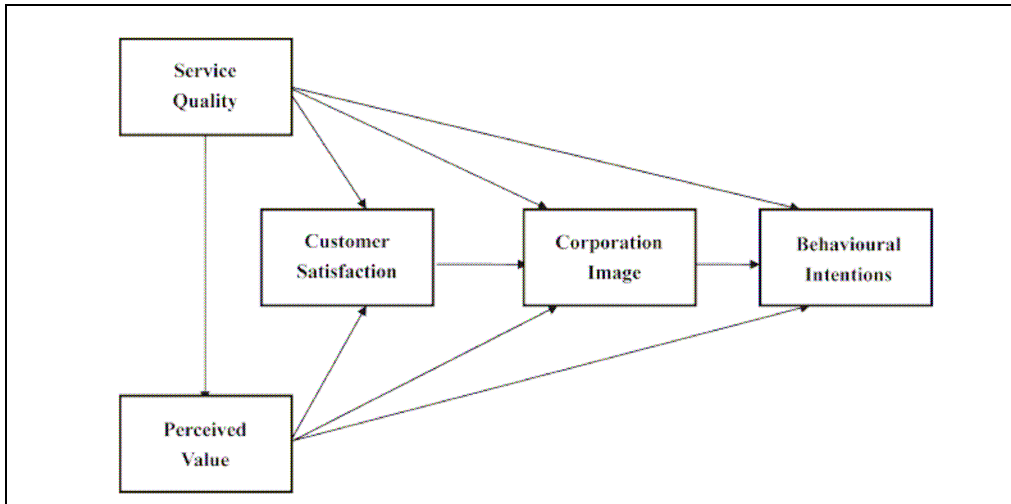 Service
Quality
Customer
Satisfaction
Corporation
Image
Behavioural
Intentions
Perceived
Value